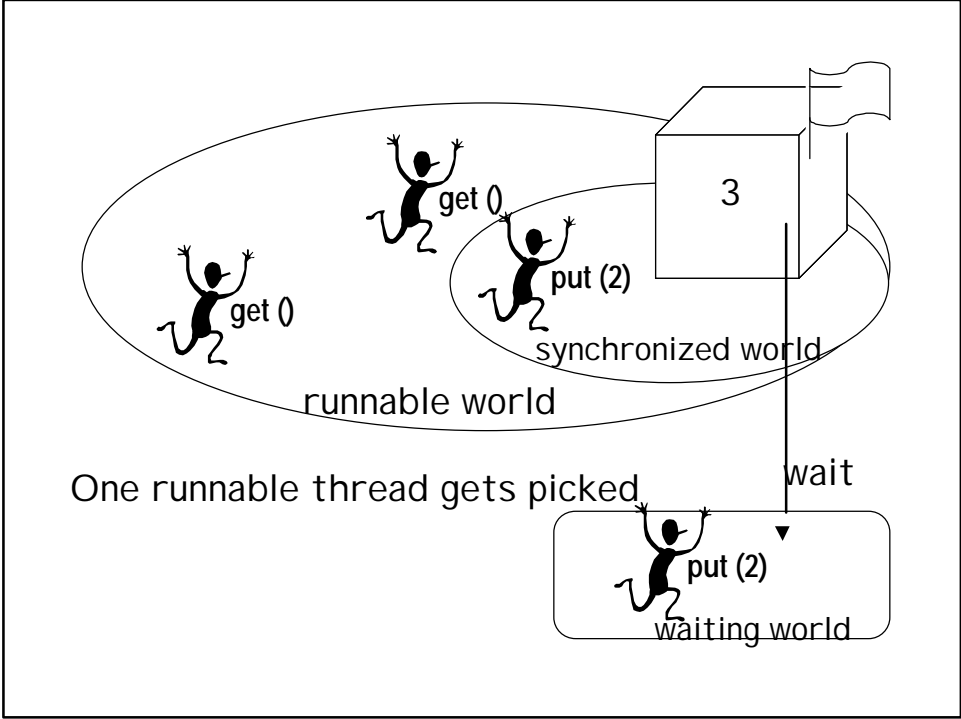 3
get ()
put (2)
get ()
synchronized world
runnable world
wait
One runnable thread gets picked
put (2)
waiting world